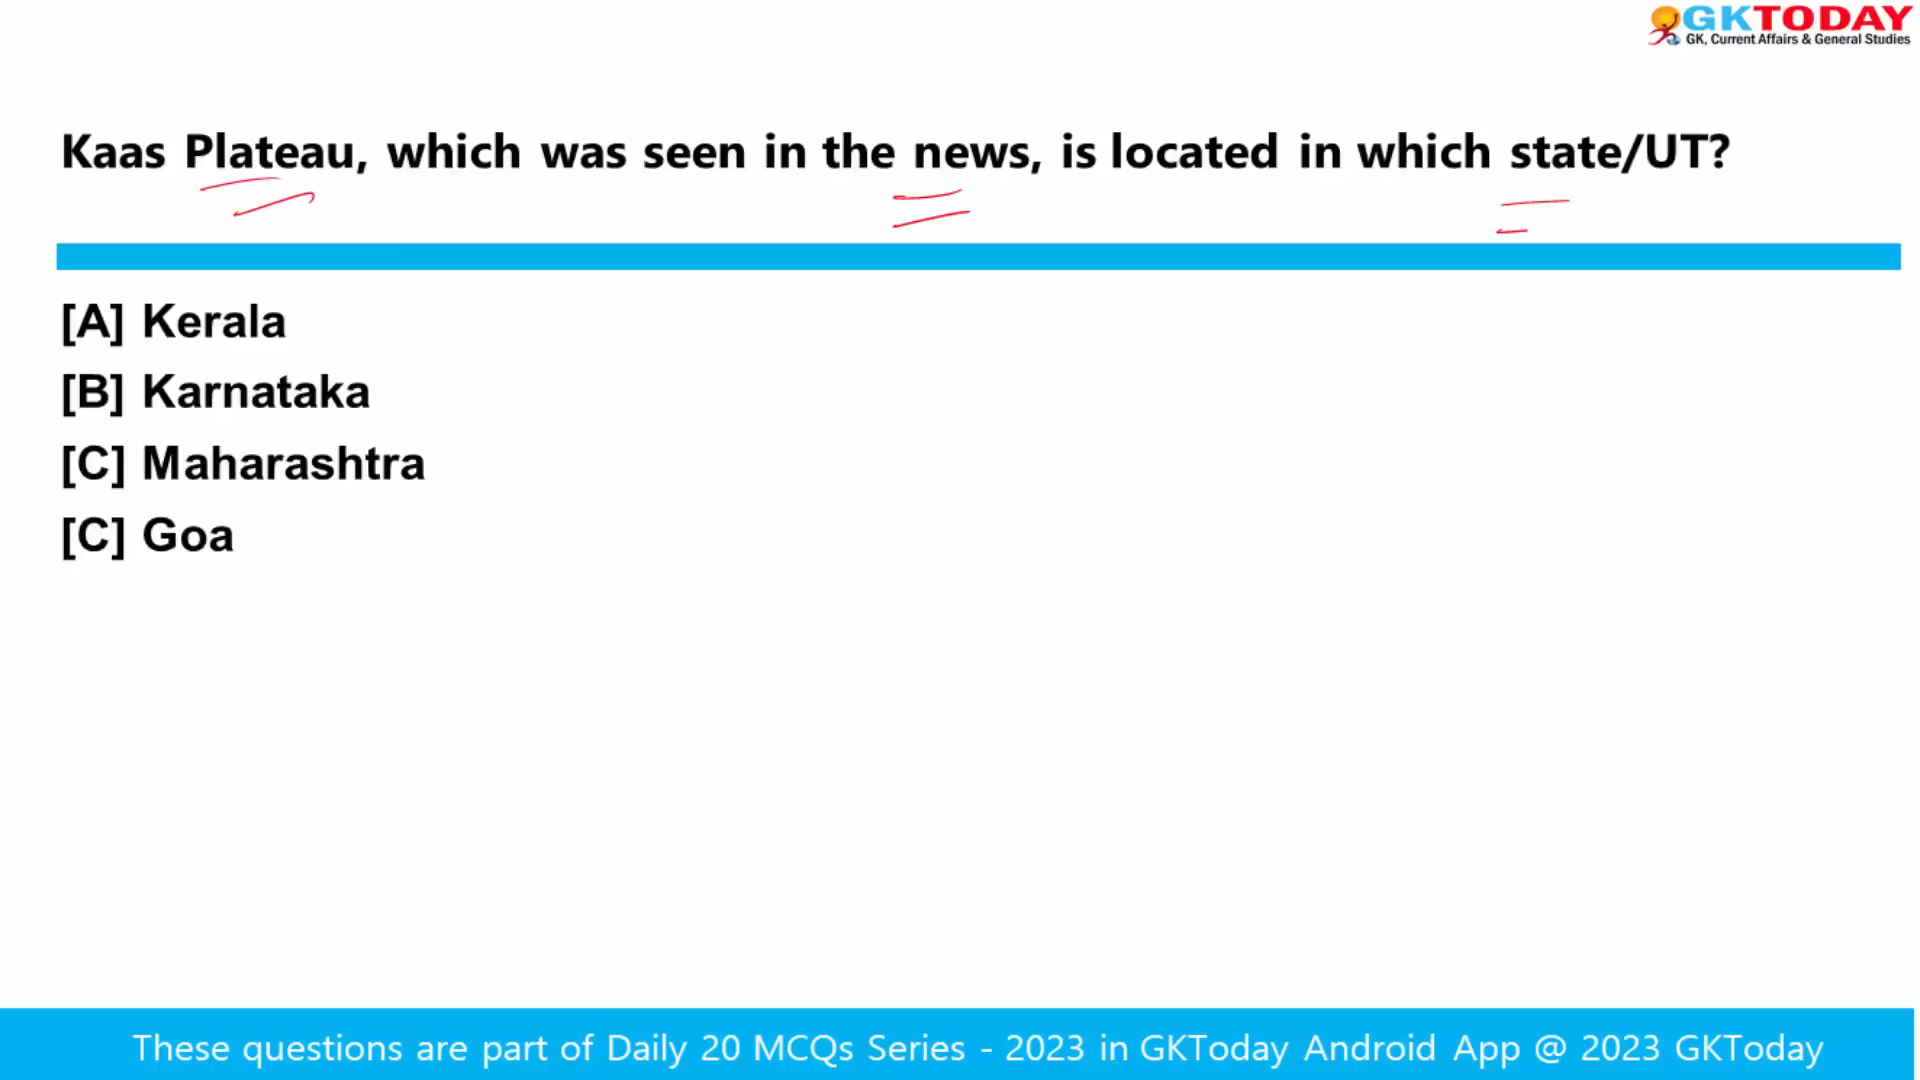 GKTODAY
GK, Current Affairs & General Studies
Kaas Plateau, which was seen in the news, is located in which state/UT?
[A] Kerala
[B] Karnataka
[C] Maharashtra
[C] Goa
These questions are part of Daily 20 MCQs Series - 2023 in GKToday Android App @ 2023 GKToday